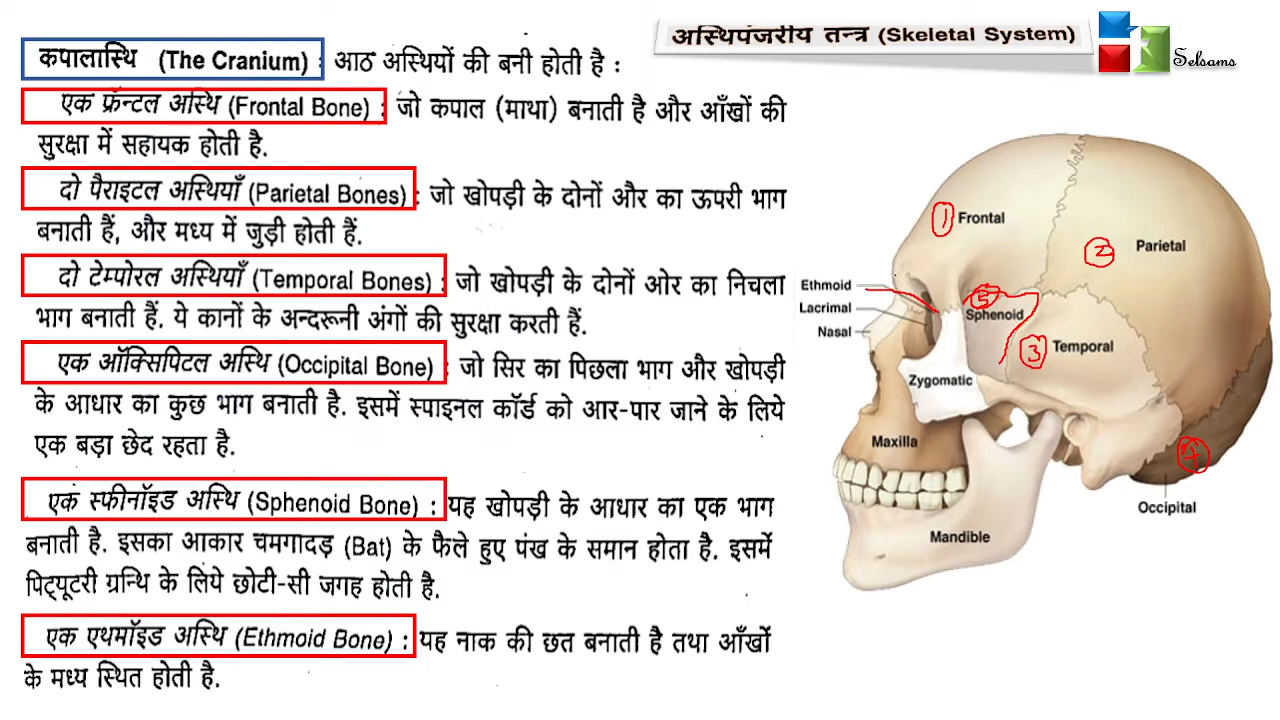 अस्थिपंजरीय तन्त्र (Skeletal System)
Selsams
कपालास्थि (The Cranium) : आठ अस्थियों की बनी होती है :
एक फ्रॅन्टल अस्थि (Frontal Bone) : जो कपाल (माथा) बनाती है और आँखों की
सुरक्षा में सहायक होती है.
दो पैराइटल अस्थियाँ (Parietal Bones) : जो खोपड़ी के दोनों और का ऊपरी भाग
बनाती हैं, और मध्य में जुड़ी होती हैं.
दो टेम्पोरल अस्थियाँ (Temporal Bones) : जो खोपड़ी के दोनों ओर का निचला
भाग बनाती हैं. ये कानों के अन्दरूनी अंगों की सुरक्षा करती हैं.
एक ऑक्सिपिटल अस्थि (Occipital Bone) : जो सिर का पिछला भाग और खोपड़ी
के आधार का कुछ भाग बनाती है. इसमें स्पाइनल कॉर्ड को आर-पार जाने के लिये
एक बड़ा छेद रहता है.
एक स्फीनॉइड अस्थि (Sphenoid Bone) : यह खोपड़ी के आधार का एक भाग
बनाती है. इसका आकार चमगादड़ (Bat) के फैले हुए पंख के समान होता है. इसमें
पिट्यूटरी ग्रन्थि के लिये छोटी-सी जगह होती है.
एक एथमॉइड अस्थि (Ethmoid Bone) : यह नाक की छत बनाती है तथा आँखों
के मध्य स्थित होती है.
1 Frontal
2 Parietal
Ethmoid
Lacrimal
Nasal
5
Sphenoid
3 Temporal
Zygomatic
Maxilla
4
Occipital
Mandible